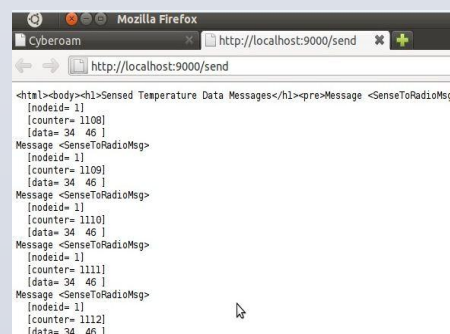 Mozilla Firefox
Cyberoam
http://localhost:9000/send
http://localhost:9000/send
<html><body><h1>Sensed Temperature Data Messages</h1><pre>Message <SenseToRadioMsg
[nodeid= 1]
[counter= 1108]
[data= 34 46 ]
Message <SenseToRadioMsg>
[nodeid= 1]
[counter= 1109]
[data= 34 46 ]
Message <SenseToRadioMsg>
[nodeid= 1]
[counter= 1110]
[data= 34 46 ]
Message <SenseToRadioMsg>
[nodeid= 1]
[counter= 1111]
[data= 34 46 ]
Message <SenseToRadioMsg>
[nodeid= 1]
[counter= 1112]
[data= 34 46 ]